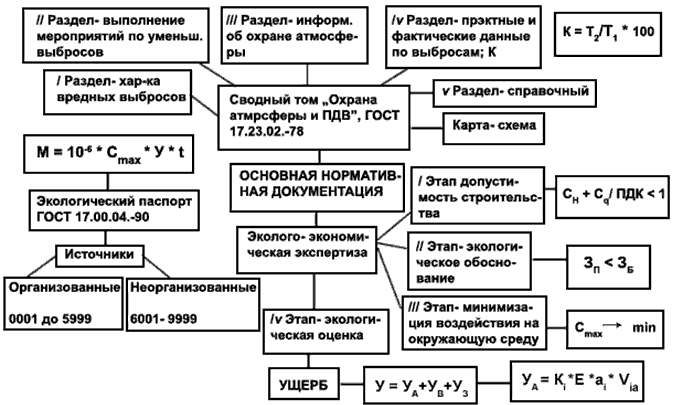 // Раздел- выполнение
мероприятий по уменьш.
выбросов
/// Раздел- информ.
об охране атмосфе-
ры
/v Раздел- прэктные и
фактические данные
по выбросам; К
К = Т2/Т1 * 100
/ Раздел- хар-ка
вредных выбросов
Сводный том „Охрана
атмрсферы и ПДВ", ГОСТ
17.23.02.-78
v Раздел- справочный
Карта- схема
М = 10-6 * Cmax * У * t
ОСНОВНАЯ НОРМАТИВ-
НАЯ ДОКУМЕНТАЦИЯ
/ Этап допусти-
мость строительс-
тва
СН + Сq/ ПДК < 1
Экологический паспорт
ГОСТ 17.00.04.-90
Эколого- экономи-
ческая экспертиза
// Этап- экологи-
ческое обосно-
вание
ЗП < ЗБ
Источники
Организованные
0001 до 5999
Неорганизованные
6001- 9999
/v Этап- экологи-
ческая оценка
/// Этап- минимиза-
ция воздействия на
окружающую среду
Cmax → min
УЩЕРБ
У = УА+УВ+УЗ
УА = Кi*Е*ai* Via